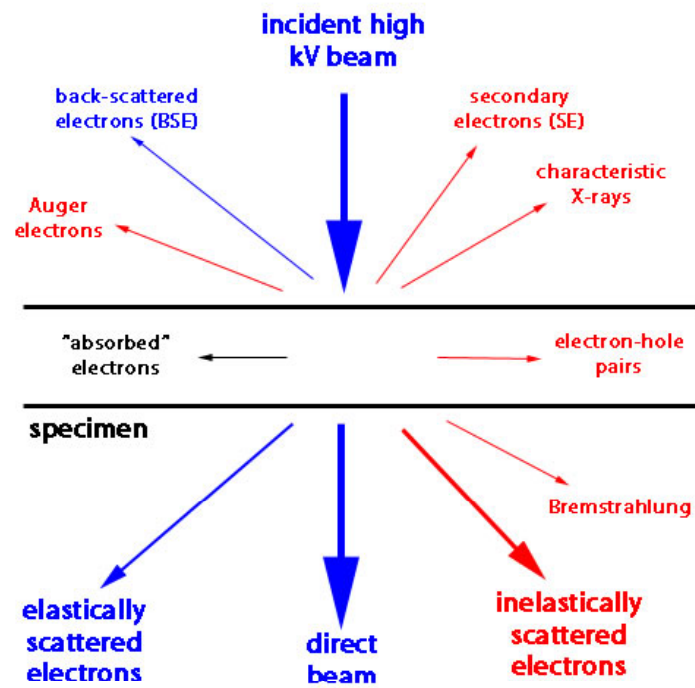 incident high
kV beam
back-scattered
electrons (BSE)
secondary
electrons (SE)
characteristic
X-rays
Auger
electrons
"absorbed"
electrons
electron-hole
pairs
specimen
Bremstrahlung
elastically
scattered
electrons
direct
beam
inelastically
scattered
electrons